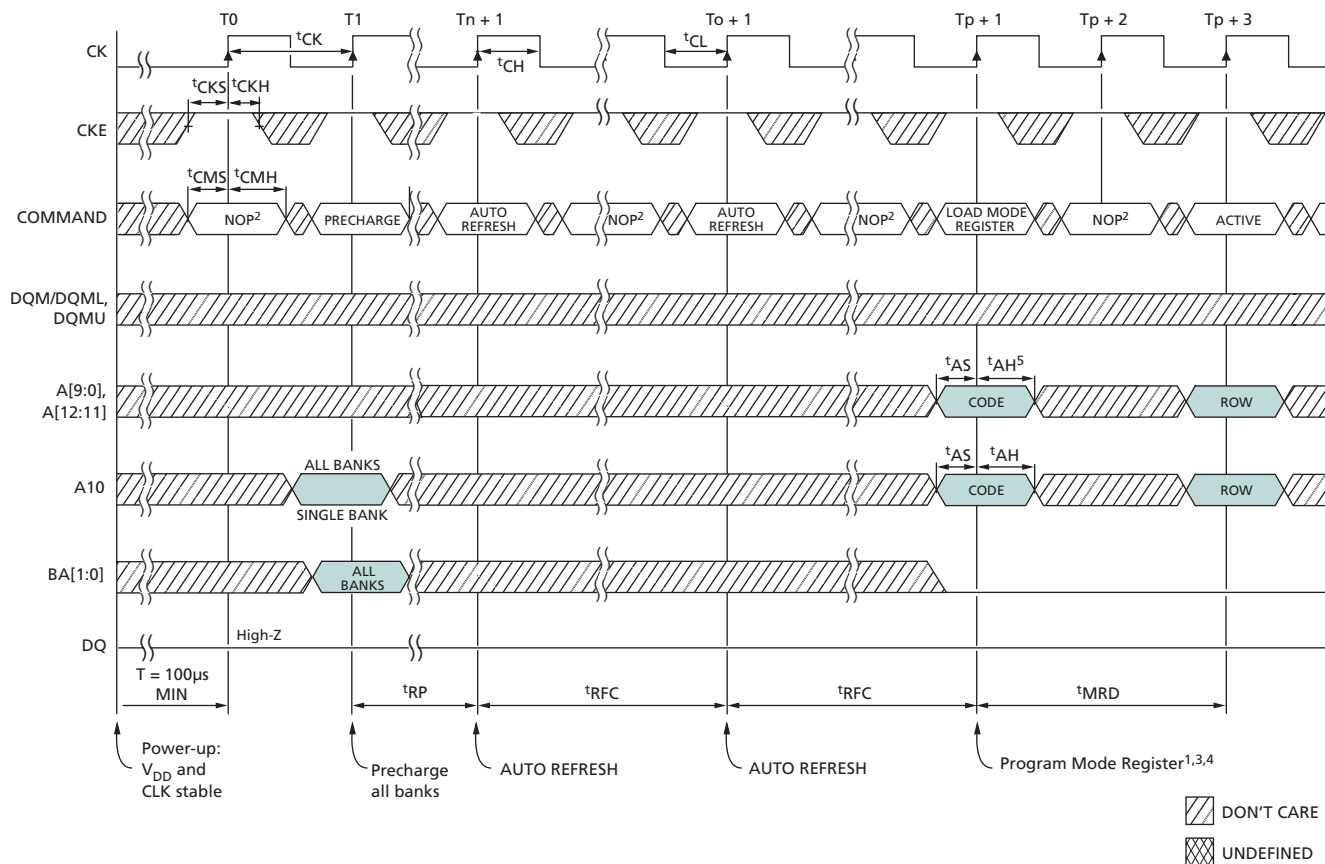 T0 T1 Tn + 1 To + 1 Tp + 1 Tp + 2 Tp + 3
CK
tCK
tCH
tCL
tCKS tCKH
CKE
tCMS tCMH
COMMAND
NOP2
PRECHARGE
AUTO REFRESH
NOP2
AUTO REFRESH
NOP2
LOAD MODE REGISTER
NOP2
ACTIVE
DQM/DQML,
DQMU
tAS tAH5
A[9:0],
A[12:11]
CODE
ROW
ALL BANKS
tAS tAH
A10
CODE
ROW
SINGLE BANK
BA[1:0]
ALL
BANKS
High-Z
DQ
T = 100µs
MIN
tRP
tRFC
tRFC
tMRD
Power-up:
VDD and
CLK stable
Precharge
all banks
AUTO REFRESH
AUTO REFRESH
Program Mode Register1,3,4
DON'T CARE
UNDEFINED